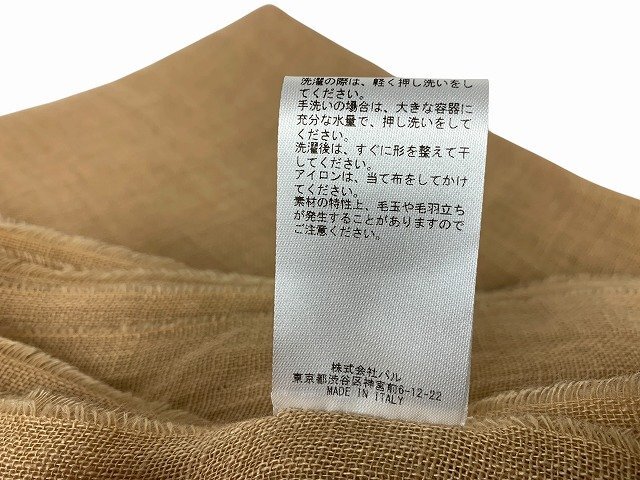 洗濯の際は、軽く押し洗いをし
てください。
手洗いの場合は、大きな容器に
充分な水量で、押し洗いをして
ください。
洗濯後は、すぐに形を整えて干
してください。
アイロンは、当て布をしてかけ
てください。
素材の特性上、毛玉や毛羽立ち
が発生することがありますので
ご注意ください。
株式会社パル
東京都渋谷区神宮前6-12-22
MADE IN ITALY